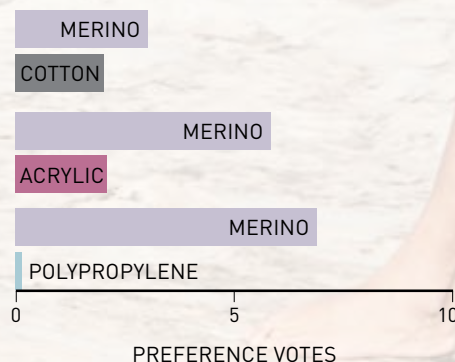 MERINO
COTTON
MERINO
ACRYLIC
MERINO
POLYPROPYLENE
0 5 10
PREFERENCE VOTES